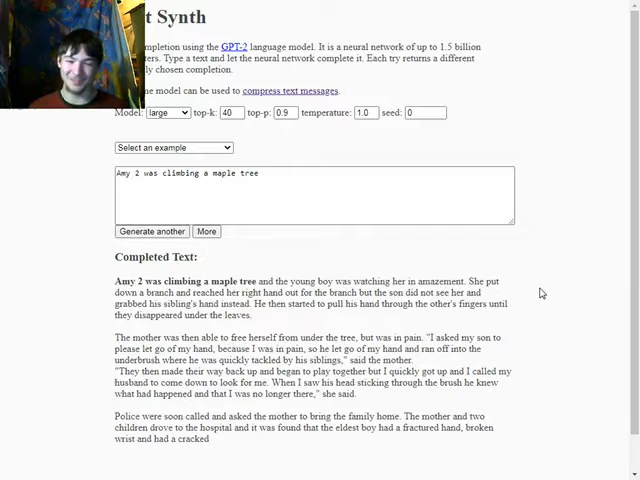 t Synth
mpletion using the GPT-2 language model. It is a neural network of up to 1.5 billion
ters. Type a text and let the neural network complete it. Each try returns a different
ly chosen completion.
me model can be used to compress text messages.
Model: large top-k: 40 top-p: 0.9 temperature: 1.0 seed: 0
Select an example
Amy 2 was climbing a maple tree
Generate another More
Completed Text:
Amy 2 was climbing a maple tree and the young boy was watching her in amazement. She put
down a branch and reached her right hand out for the branch but the son did not see her and
grabbed his sibling's hand instead. He then started to pull his hand through the other's fingers until
they disappeared under the leaves.
The mother was then able to free herself from under the tree, but was in pain. "I asked my son to
please let go of my hand, because I was in pain, so he let go of my hand and ran off into the
underbrush where he was quickly tackled by his siblings," said the mother.
"They then made their way back up and began to play together but I quickly got up and I called my
husband to come down to look for me. When I saw his head sticking through the brush he knew
what had happened and that I was no longer there," she said.
Police were soon called and asked the mother to bring the family home. The mother and two
children drove to the hospital and it was found that the eldest boy had a fractured hand, broken
wrist and had a cracked